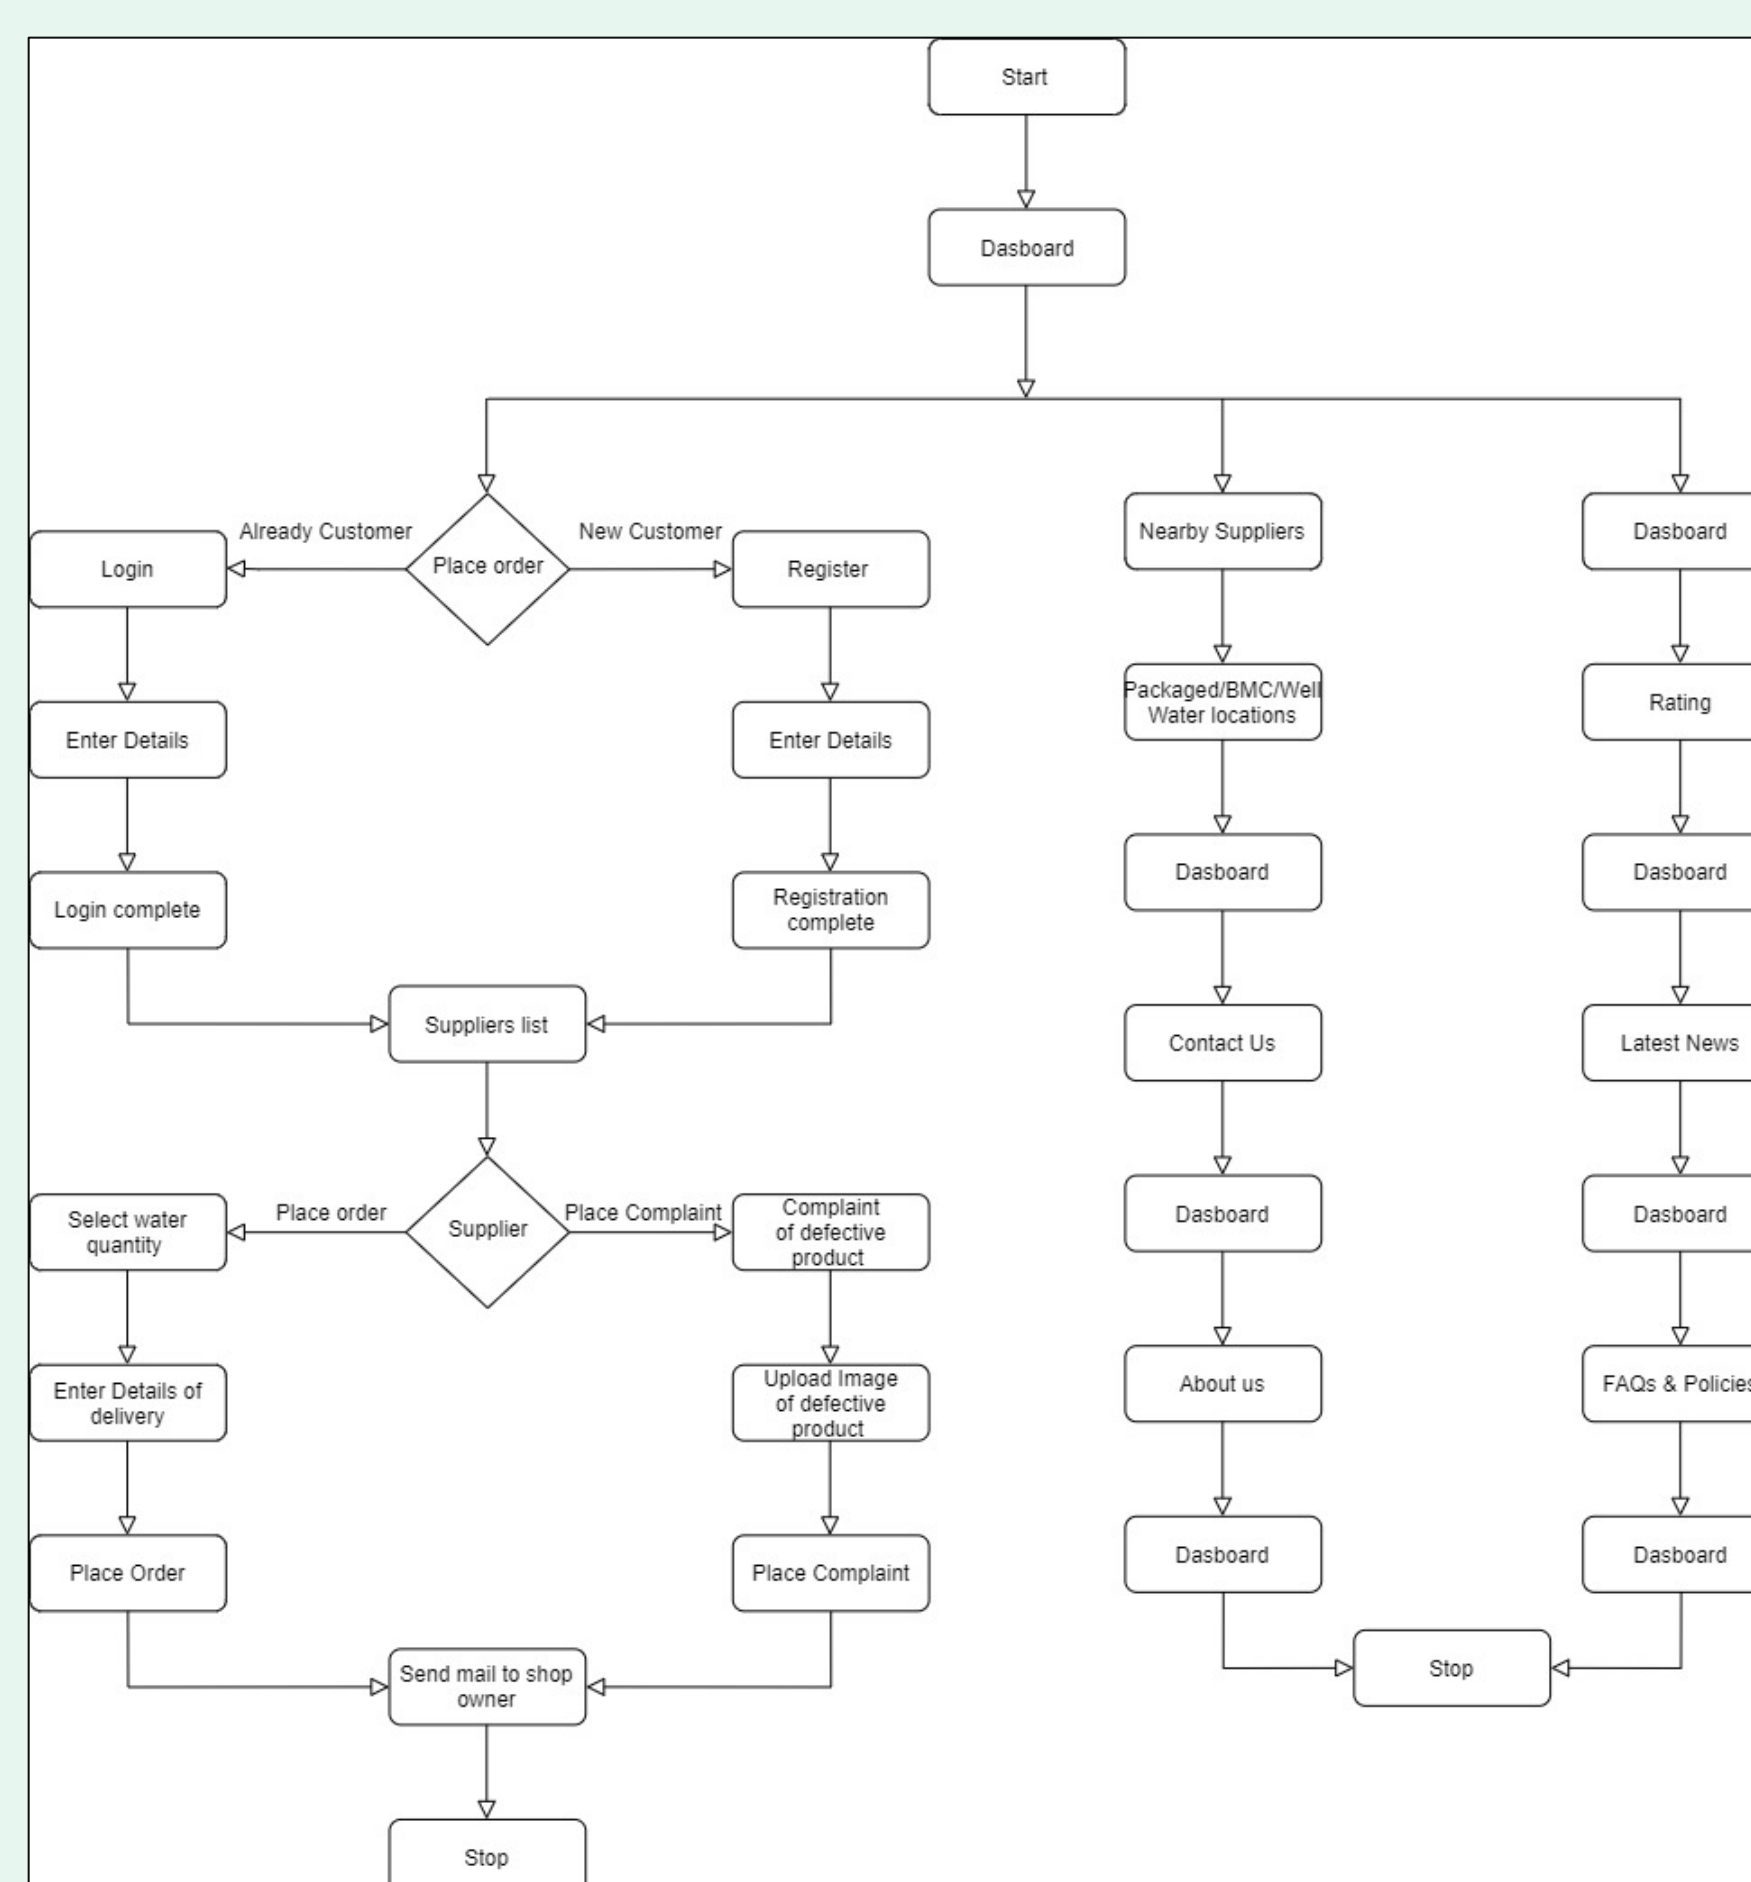 Start
Dasboard
Already Customer
New Customer
Place order
Login
Register
Nearby Suppliers
Dasboard
Enter Details
Enter Details
Packaged/BMC/Well
Water locations
Rating
Login complete
Registration
complete
Dasboard
Dasboard
Suppliers list
Contact Us
Latest News
Place order
Place Complaint
Select water
quantity
Supplier
Complaint
of defective
product
Dasboard
Dasboard
Enter Details of
delivery
Upload Image
of defective
product
About us
FAQs & Policies
Place Order
Place Complaint
Dasboard
Dasboard
Send mail to shop
owner
Stop
Stop